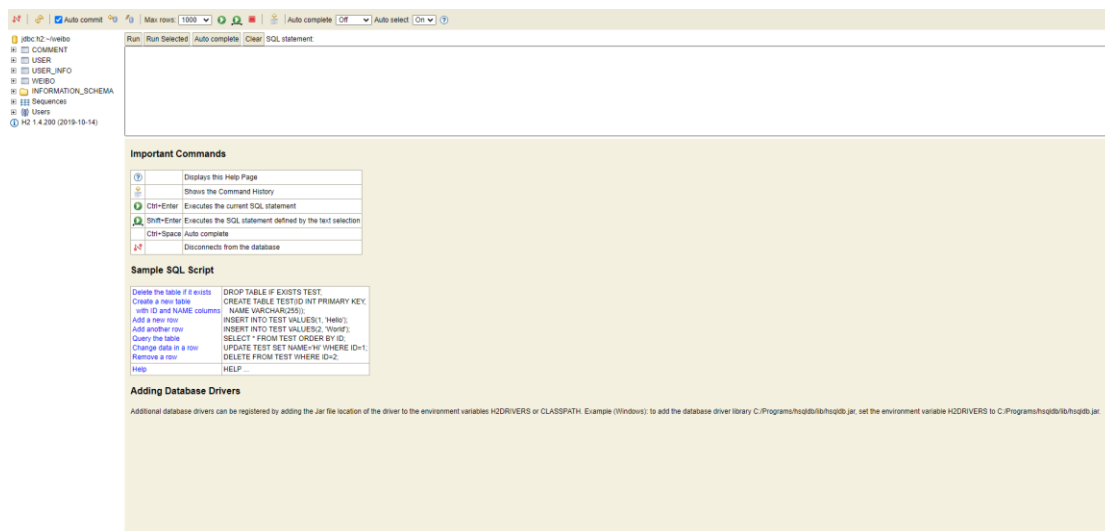 Auto commit Max rows: 1000 Auto complete Off Auto select On
jdbc:h2:~/weibo
COMMENT
USER
USER_INFO
WEIBO
INFORMATION_SCHEMA
Sequences
Users
H2 1.4.200 (2019-10-14)
Run Run Selected Auto complete Clear SQL statement:
Important Commands
Displays this Help Page
Shows the Command History
Ctrl+Enter Executes the current SQL statement
Shift+Enter Executes the SQL statement defined by the text selection
Ctrl+Space Auto complete
Disconnects from the database
Sample SQL Script
Delete the table if it exists DROP TABLE IF EXISTS TEST;
Create a new table CREATE TABLE TEST(ID INT PRIMARY KEY,
with ID and NAME columns NAME VARCHAR(255));
Add a new row INSERT INTO TEST VALUES(1, 'Hello');
Add another row INSERT INTO TEST VALUES(2, 'World');
Query the table SELECT * FROM TEST ORDER BY ID;
Change data in a row UPDATE TEST SET NAME='Hi' WHERE ID=1;
Remove a row DELETE FROM TEST WHERE ID=2;
Help HELP ...
Adding Database Drivers
Additional database drivers can be registered by adding the Jar file location of the driver to the environment variables H2DRIVERS or CLASSPATH. Example (Windows): to add the database driver library C:/Programs/hsqldb/lib/hsqldb.jar, set the environment variable H2DRIVERS to C:/Programs/hsqldb/lib/hsqldb.jar.